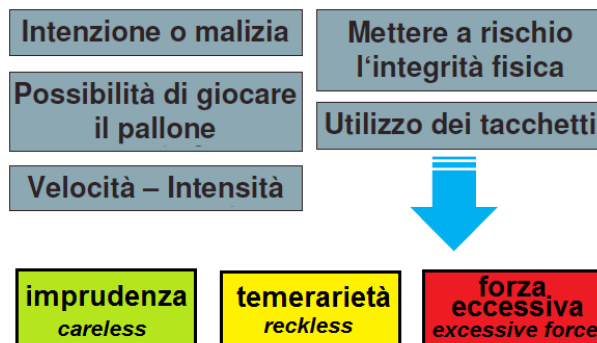 Intenzione o malizia
Possibilità di giocare
il pallone
Velocità – Intensità
Mettere a rischio
l'integrità fisica
Utilizzo dei tacchetti
imprudenza
careless
temerarietà
reckless
forza
eccessiva
excessive force